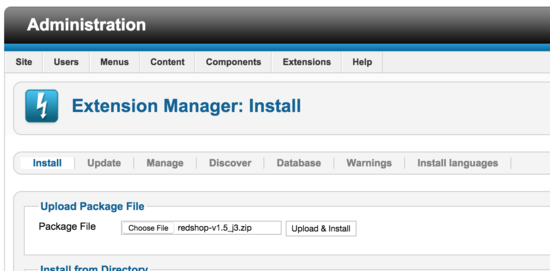 Administration
Site Users Menus Content Components Extensions Help
Extension Manager: Install
Install Update Manage Discover Database Warnings Install languages
Upload Package File
Package File Choose File redshop-v1.5_j3.zip Upload & Install
Install from Directory